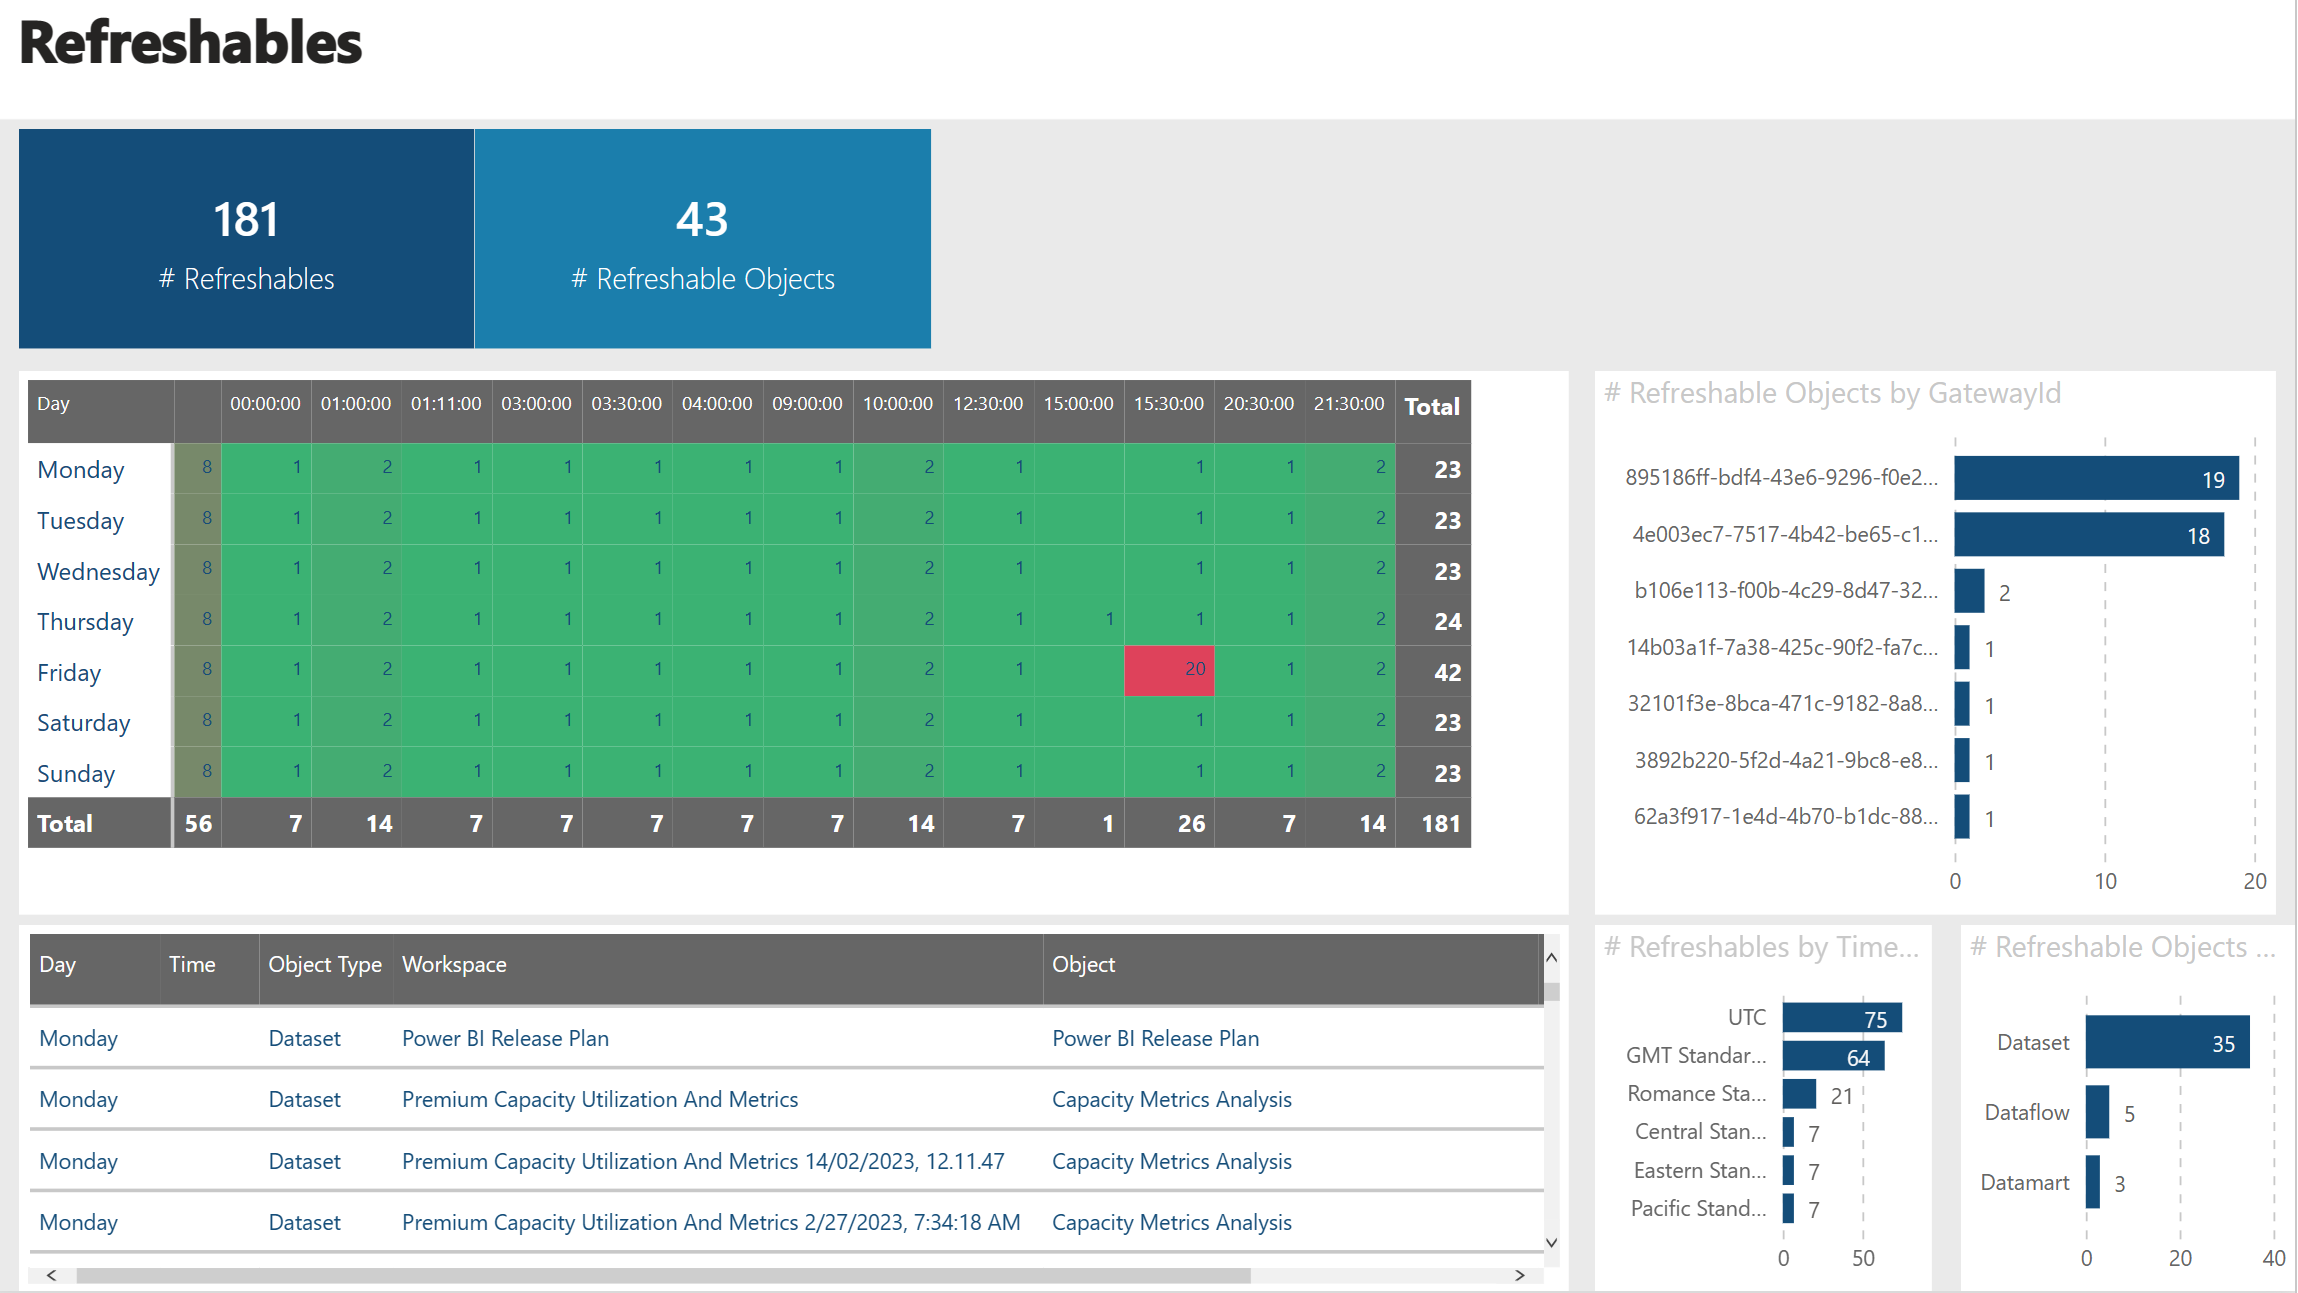 Refreshables
181
# Refreshables
43
# Refreshable Objects
Day 00:00:00 01:00:00 01:11:00 03:00:00 03:30:00 04:00:00 09:00:00 10:00:00 12:30:00 15:00:00 15:30:00 20:30:00 21:30:00 Total
Monday 8 1 2 1 1 1 1 1 2 1 1 1 2 23
Tuesday 8 1 2 1 1 1 1 1 2 1 1 1 2 23
Wednesday 8 1 2 1 1 1 1 1 2 1 1 1 2 23
Thursday 8 1 2 1 1 1 1 1 2 1 1 1 1 2 24
Friday 8 1 2 1 1 1 1 1 2 1 20 1 2 42
Saturday 8 1 2 1 1 1 1 1 2 1 1 1 2 23
Sunday 8 1 2 1 1 1 1 1 2 1 1 1 2 23
Total 56 7 14 7 7 7 7 7 14 7 1 26 7 14 181
# Refreshable Objects by GatewayId
895186ff-bdf4-43e6-9296-f0e2... 19
4e003ec7-7517-4b42-be65-c1... 18
b106e113-f00b-4c29-8d47-32... 2
14b03a1f-7a38-425c-90f2-fa7c... 1
32101f3e-8bca-471c-9182-8a8... 1
3892b220-5f2d-4a21-9bc8-e8... 1
62a3f917-1e4d-4b70-b1dc-88... 1
0 10 20
Day Time Object Type Workspace Object
Monday Dataset Power BI Release Plan Power BI Release Plan
Monday Dataset Premium Capacity Utilization And Metrics Capacity Metrics Analysis
Monday Dataset Premium Capacity Utilization And Metrics 14/02/2023, 12.11.47 Capacity Metrics Analysis
Monday Dataset Premium Capacity Utilization And Metrics 2/27/2023, 7:34:18 AM Capacity Metrics Analysis
# Refreshables by Time...
UTC 75
GMT Standar... 64
Romance Sta... 21
Central Stan... 7
Eastern Stan... 7
Pacific Stand... 7
0 50
# Refreshable Objects ...
Dataset 35
Dataflow 5
Datamart 3
0 20 40